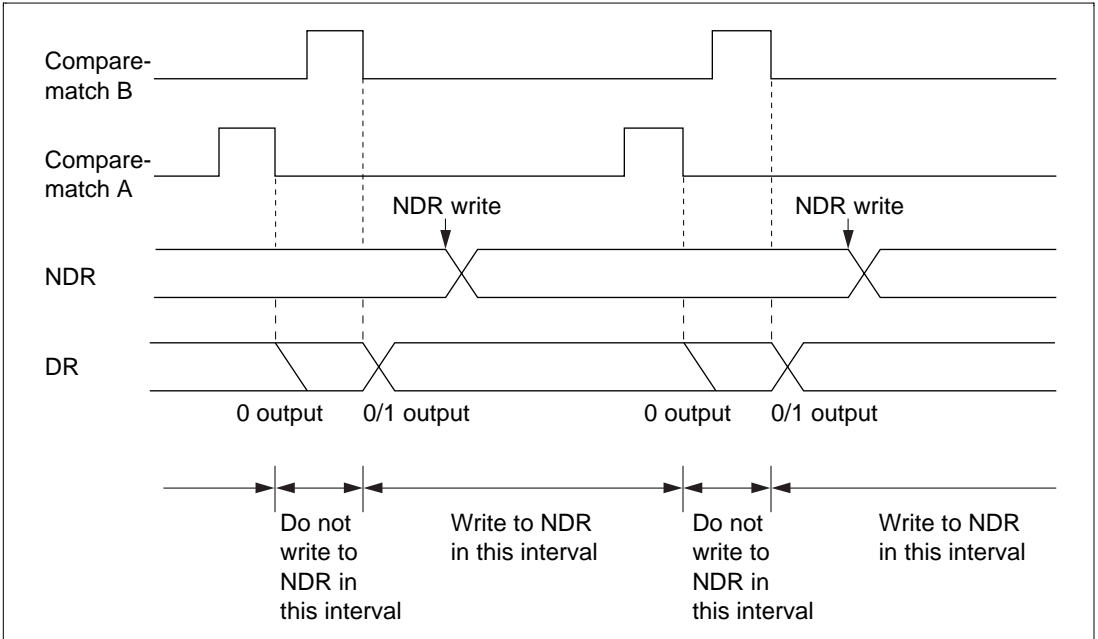 Compare-
match B
Compare-
match A
NDR write
NDR write
NDR
DR
0 output
0/1 output
0 output
0/1 output
Do not
write to
NDR in
this interval
Write to NDR
in this interval
Do not
write to
NDR in
this interval
Write to NDR
in this interval